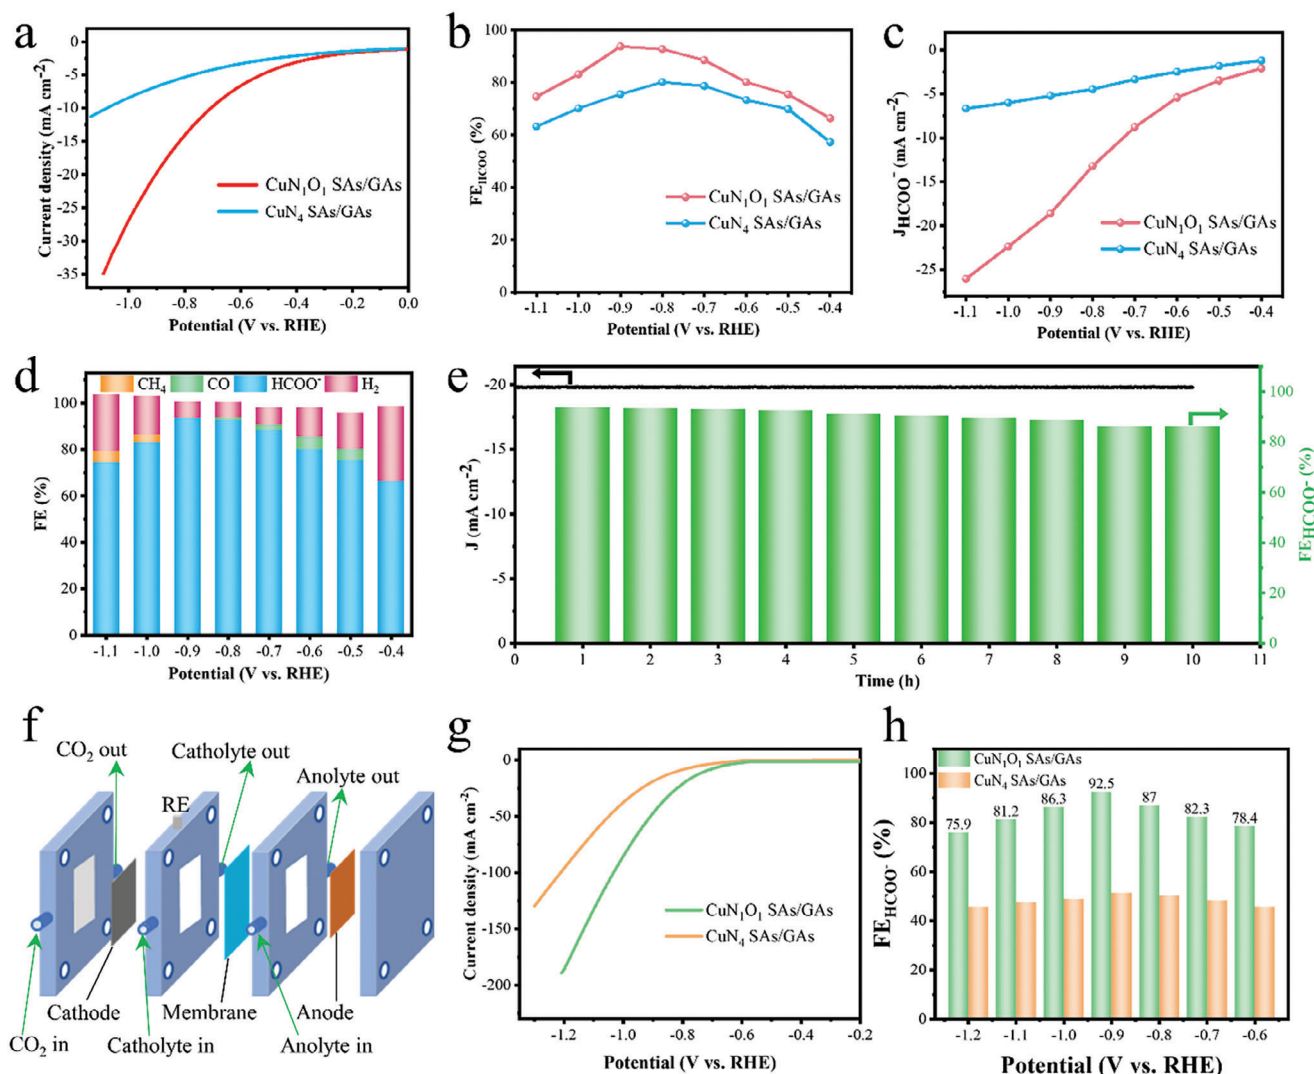 a
Current density (mA cm⁻²)
0
-5
-10
-15
-20
-25
-30
-35
CuN₁O₁ SAs/GAs
CuN₄ SAs/GAs
-1.0 -0.8 -0.6 -0.4 -0.2 0.0
Potential (V vs. RHE)
b
FE_HCOO⁻ (%)
100
80
60
40
20
0
CuN₁O₁ SAs/GAs
CuN₄ SAs/GAs
-1.1 -1.0 -0.9 -0.8 -0.7 -0.6 -0.5 -0.4
Potential (V vs. RHE)
c
J_HCOO⁻ (mA cm⁻²)
0
-5
-10
-15
-20
-25
CuN₁O₁ SAs/GAs
CuN₄ SAs/GAs
-1.1 -1.0 -0.9 -0.8 -0.7 -0.6 -0.5 -0.4
Potential (V vs. RHE)
d
CH₄ CO HCOO⁻ H₂
FE (%)
100
80
60
40
20
0
-1.1 -1.0 -0.9 -0.8 -0.7 -0.6 -0.5 -0.4
Potential (V vs. RHE)
e
J (mA cm⁻²)
-20
-15
-10
-5
0
0 1 2 3 4 5 6 7 8 9 10 11
Time (h)
100
80
60
40
20
0
FE_HCOO⁻ (%)
f
CO₂ out
Catholyte out
Anolyte out
RE
Cathode
Membrane
Anode
CO₂ in
Catholyte in
Anolyte in
g
Current density (mA cm⁻²)
0
-50
-100
-150
-200
CuN₁O₁ SAs/GAs
CuN₄ SAs/GAs
-1.2 -1.0 -0.8 -0.6 -0.4 -0.2
Potential (V vs. RHE)
h
FE_HCOO⁻ (%)
CuN₁O₁ SAs/GAs
CuN₄ SAs/GAs
100
80
60
40
20
0
75.9 81.2 86.3 92.5 87 82.3 78.4
-1.2 -1.1 -1.0 -0.9 -0.8 -0.7 -0.6
Potential (V vs. RHE)